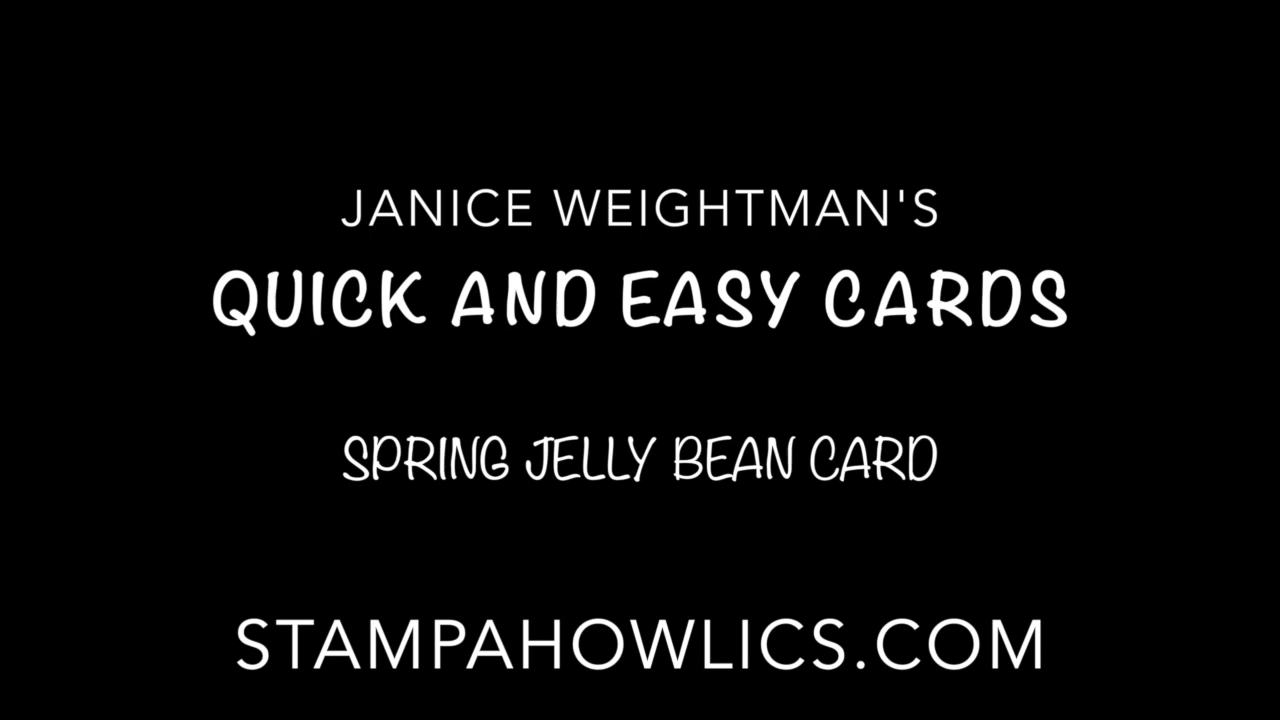 JANICE WEIGHTMAN'S
QUICK AND EASY CARDS
SPRING JELLY BEAN CARD
STAMPAHOWLICS.COM